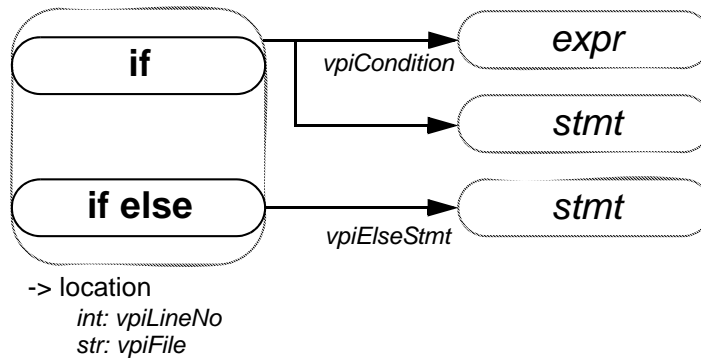 if
vpiCondition
expr
stmt
if else
vpiElseStmt
stmt
-> location
int: vpiLineNo
str: vpiFile